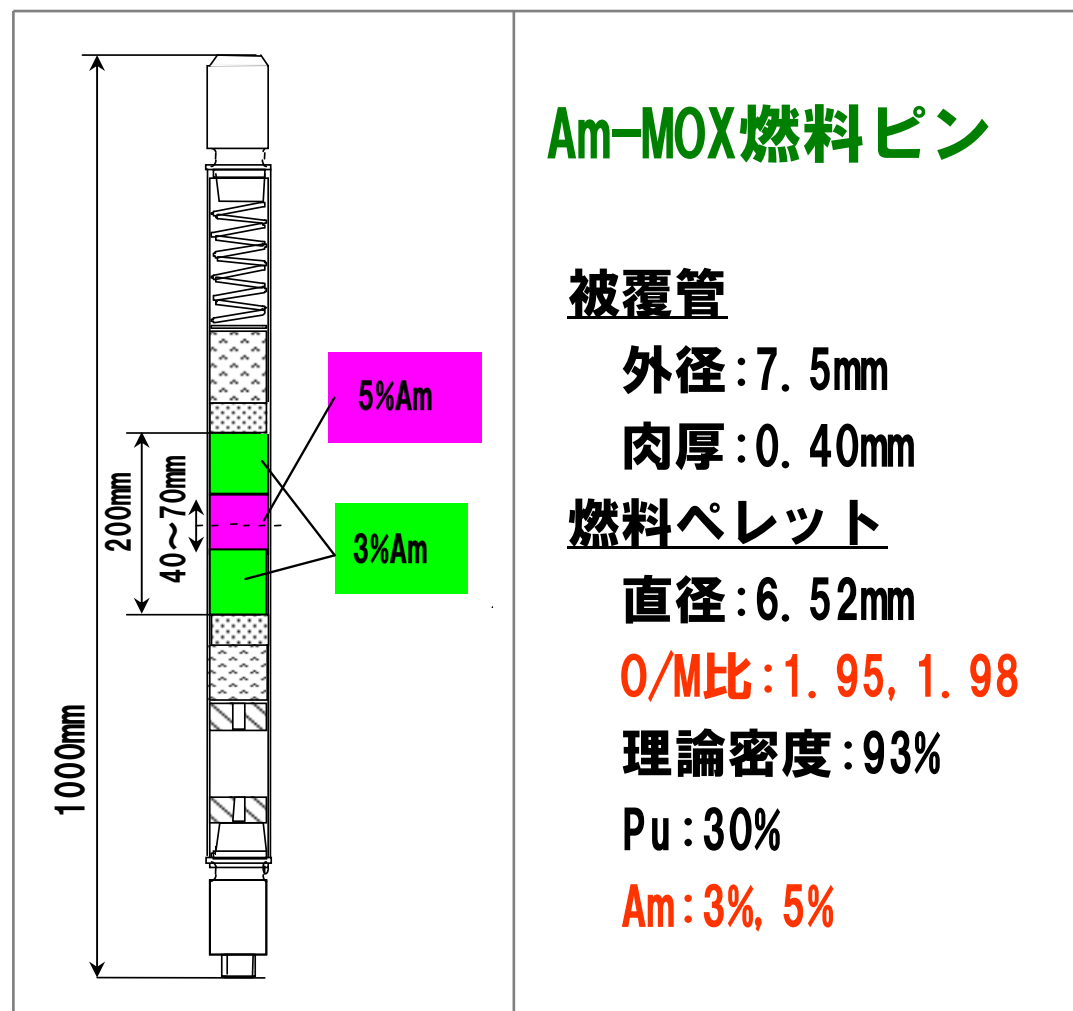 1000mm
200mm
40～70mm
5%Am
3%Am
Am-MOX燃料ピン
被覆管
外径:7.5mm
肉厚:0.40mm
燃料ペレット
直径:6.52mm
O/M比:1.95,1.98
理論密度:93%
Pu:30%
Am:3%,5%